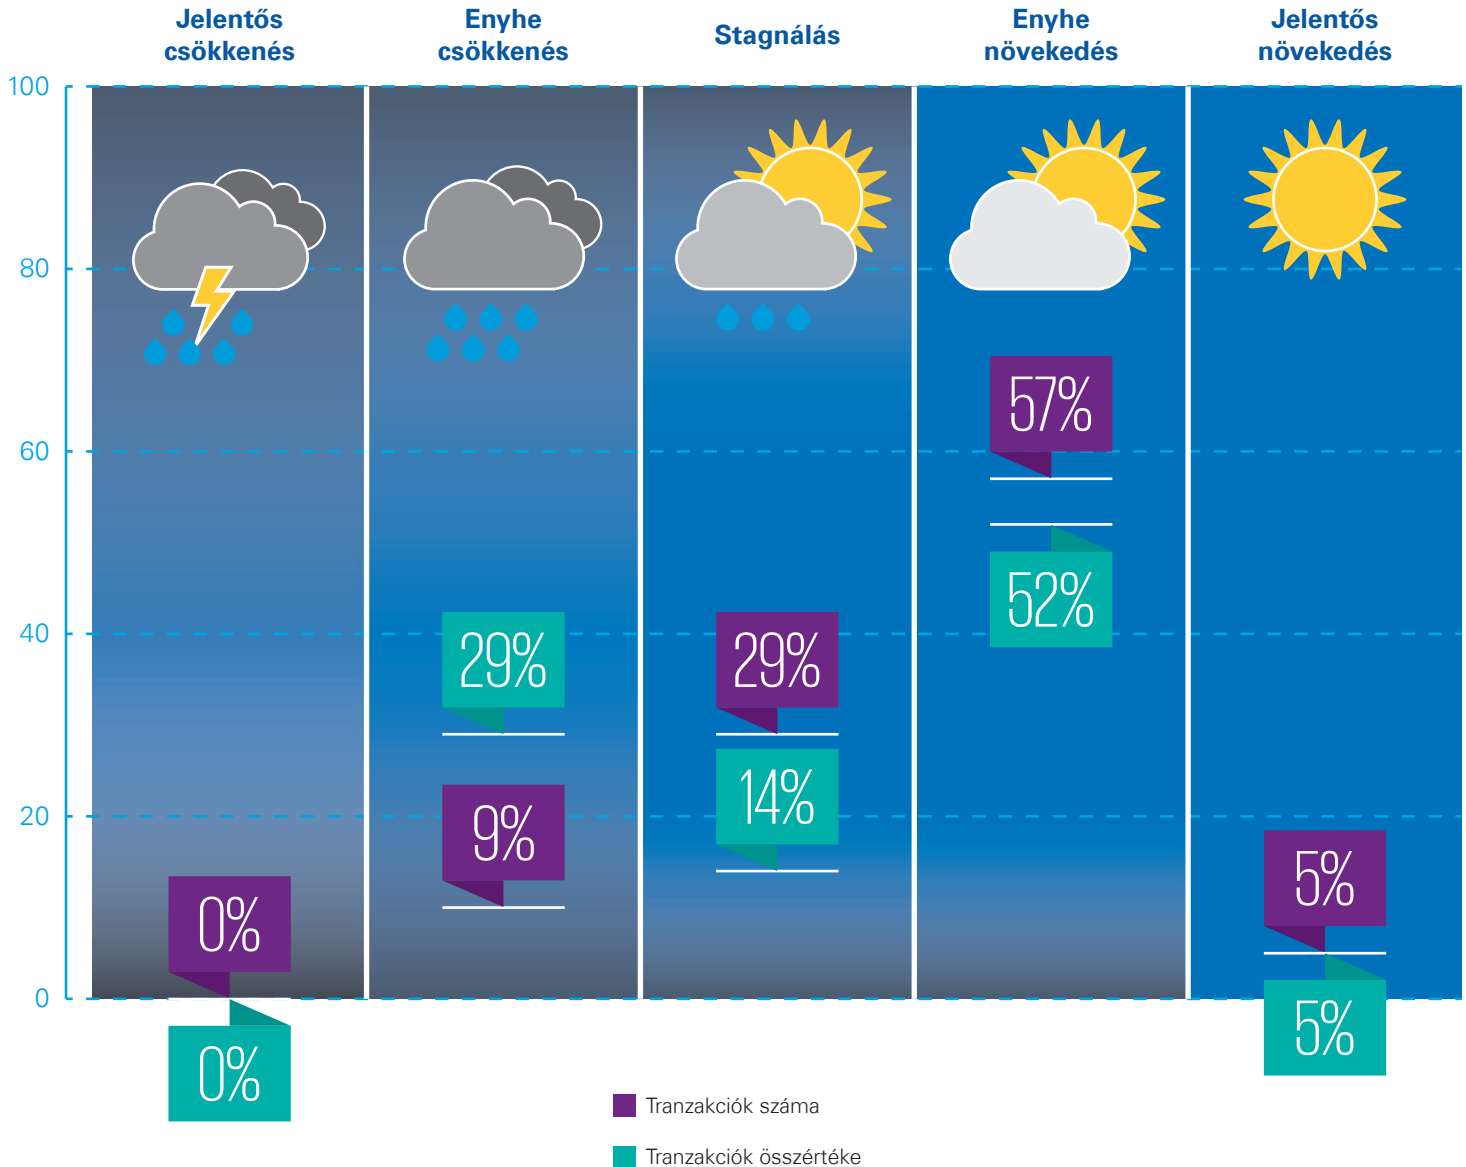 Jelentős
csökkenés
Enyhe
csökkenés
Stagnálás
Enyhe
növekedés
Jelentős
növekedés
100
80
60
40
20
0
0%
0%
29%
9%
29%
14%
57%
52%
5%
5%
Tranzakciók száma
Tranzakciók összértéke